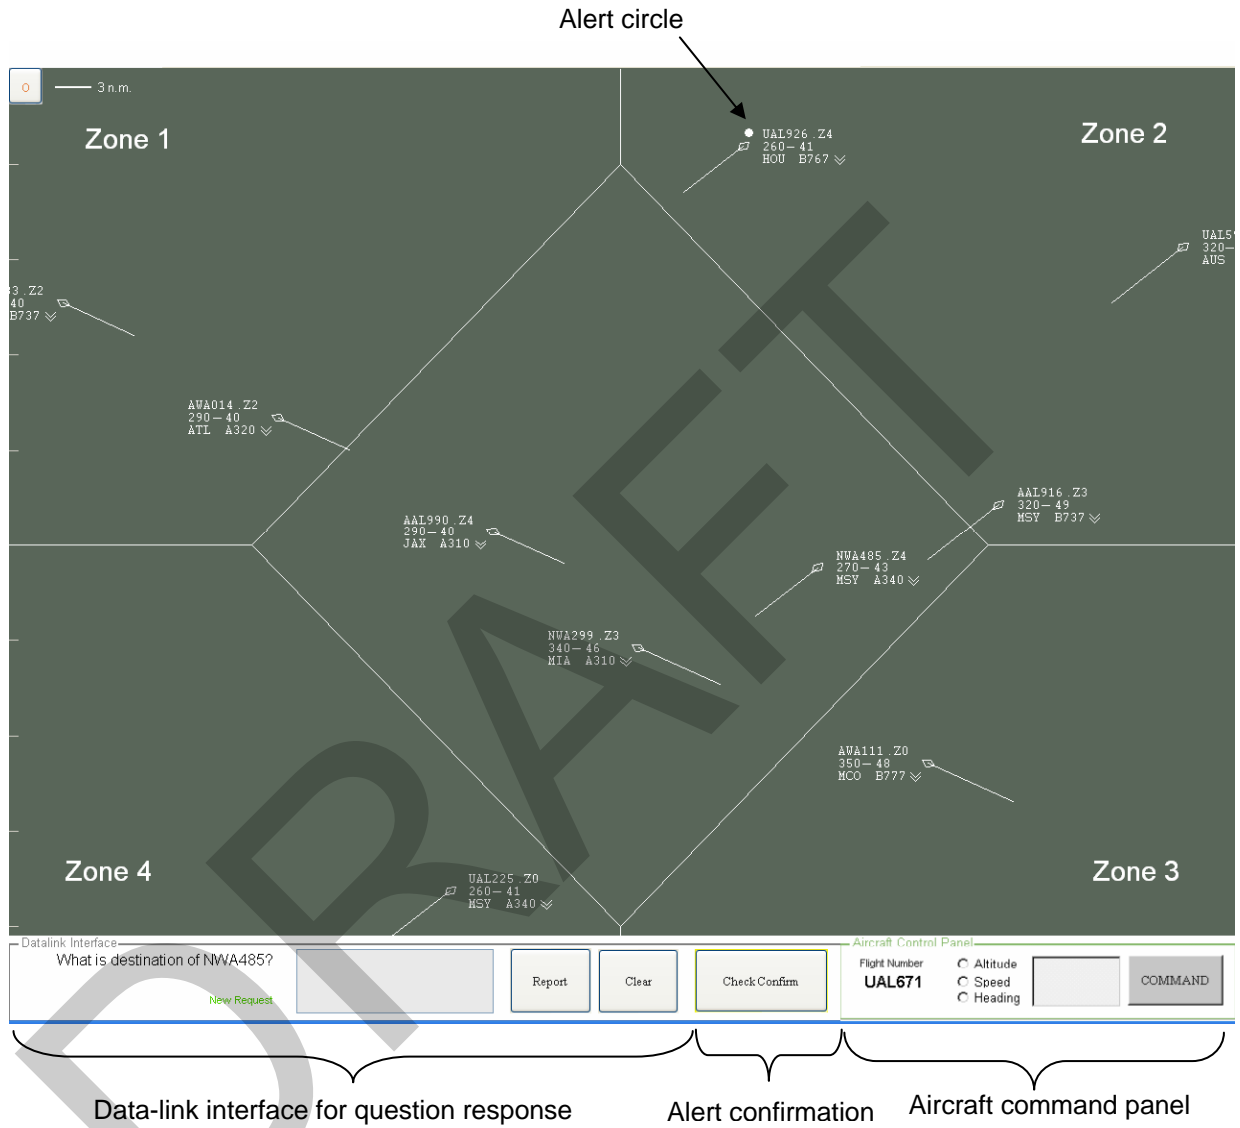 Alert circle
O
3 n.m.
Zone 1
Zone 2
UAL926 .Z4
260—41
HOU B767
320—
AUS
33 .Z2
40
B737
AWA014 .Z2
290—40
ATL A320
AAL990 .Z4
290—40
JAX A310
AAL916 .Z3
320—49
MSY B737
NWA485 .Z4
270—43
MSY A340
NWA299 .Z3
340—46
MIA A310
AWA111 .Z0
350—48
MCO B777
Zone 4
Zone 3
UAL225 .Z0
260—41
MSY A340
DRAFT
Datalink Interface
What is destination of NWA485?
New Request
Report
Clear
Check Confirm
Aircraft Control Panel
Flight Number
UAL671
Altitude
Speed
Heading
COMMAND
Data-link interface for question response
Alert confirmation
Aircraft command panel